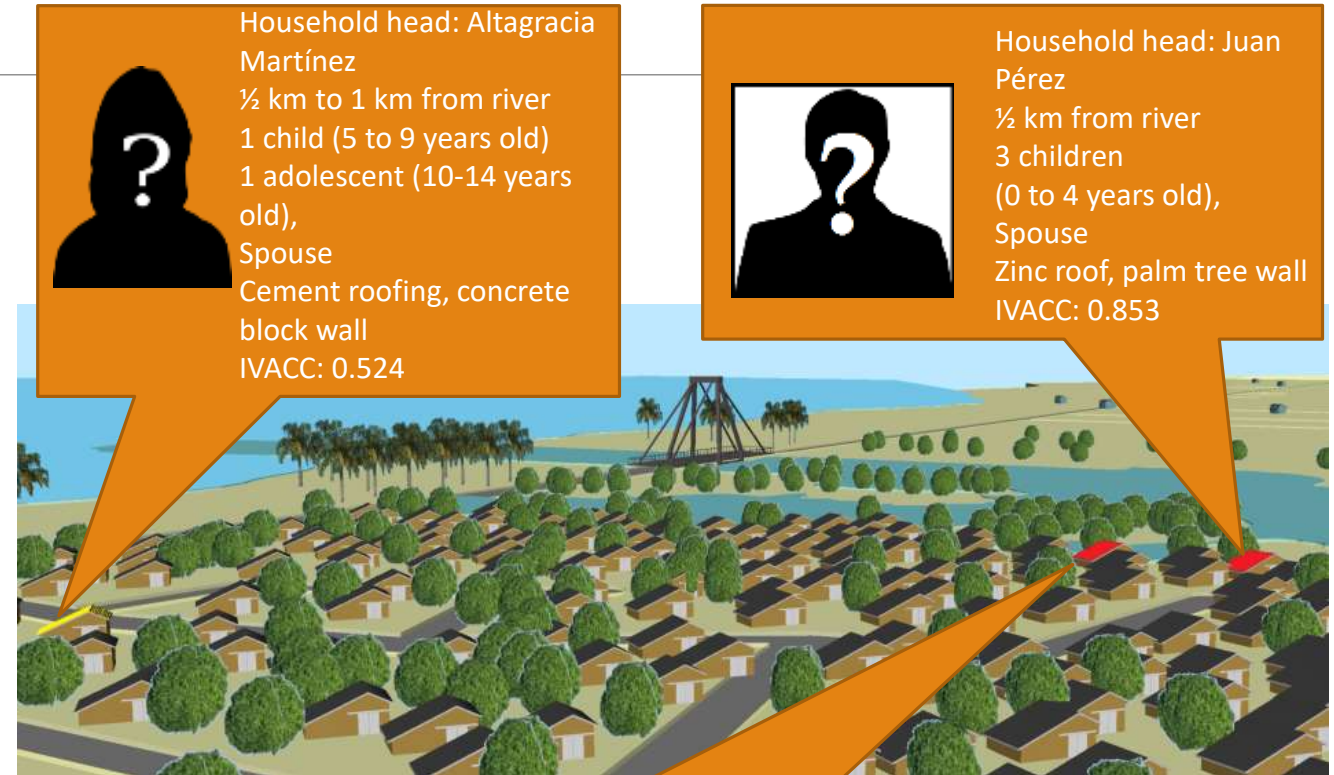 Household head: Altagracia
Martínez
½ km to 1 km from river
1 child (5 to 9 years old)
1 adolescent (10-14 years
old),
Spouse
Cement roofing, concrete
block wall
IVACC: 0.524
?
Household head: Juan
Pérez
½ km from river
3 children
(0 to 4 years old),
Spouse
Zinc roof, palm tree wall
IVACC: 0.853
?